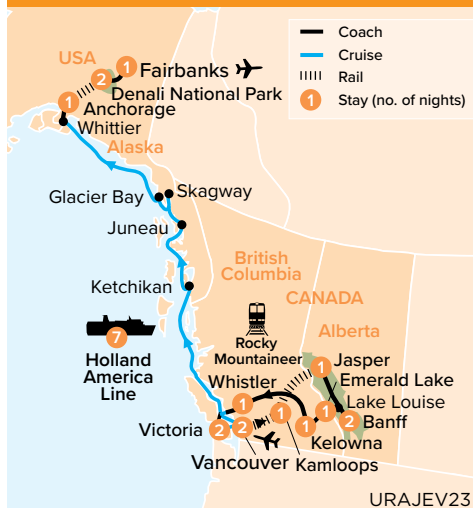 Coach
Cruise
Rail
1 Stay (no. of nights)
USA
2
1
Fairbanks
Denali National Park
1
Anchorage
Whittier
Alaska
Glacier Bay
Skagway
Juneau
British
Columbia
Ketchikan
CANADA
7
Holland
America
Line
Rocky
Mountaineer
Alberta
1
Jasper
Emerald Lake
Whistler
Lake Louise
1
1
1
2
Banff
Victoria
2
2
1
Kelowna
Vancouver
Kamloops
URAJEV23